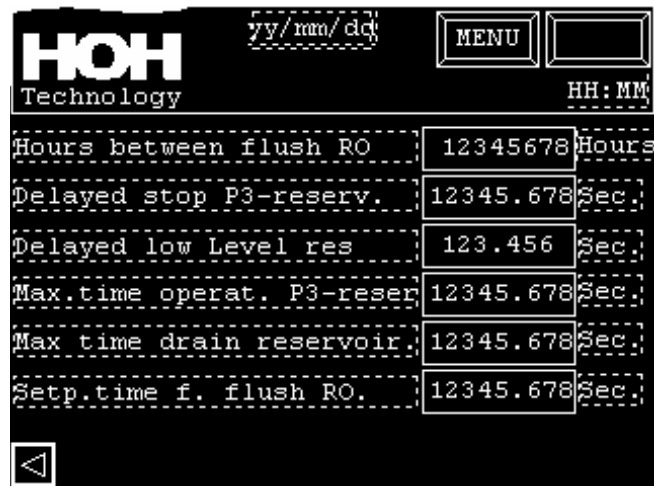 yy/mm/dd
MENU
HOH
Technology
HH:MM
Hours between flush RO 12345678 Hours
Delayed stop P3-reserv. 12345.678 Sec.
Delayed low Level res 123.456 Sec.
Max.time operat. P3-reser 12345.678 Sec.
Max time drain reservoir. 12345.678 Sec.
Setp.time f. flush RO. 12345.678 Sec.